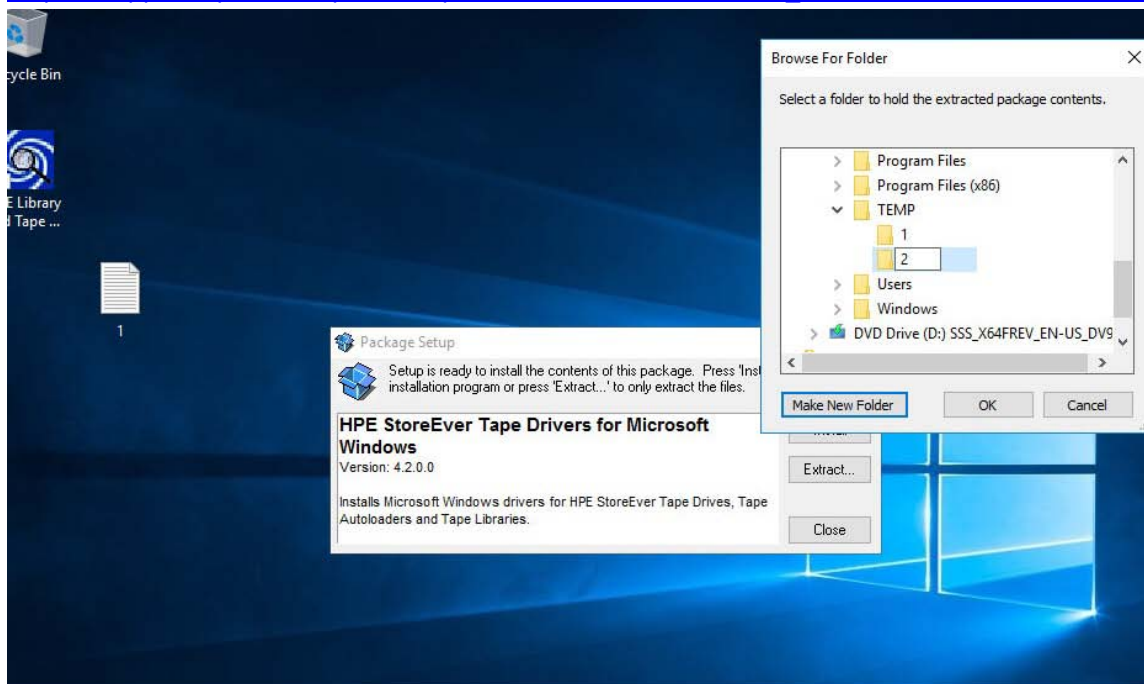 cycle Bin
E Library
d Tape ...
1
Package Setup
Setup is ready to install the contents of this package. Press 'Inst
installation program or press 'Extract...' to only extract the files.
HPE StoreEver Tape Drivers for Microsoft
Windows
Version: 4.2.0.0
Installs Microsoft Windows drivers for HPE StoreEver Tape Drives, Tape
Autoloaders and Tape Libraries.
Extract...
Close
Browse For Folder
Select a folder to hold the extracted package contents.
Program Files
Program Files (x86)
TEMP
1
2
Users
Windows
DVD Drive (D:) SSS_X64FREV_EN-US_DV9
Make New Folder
OK
Cancel